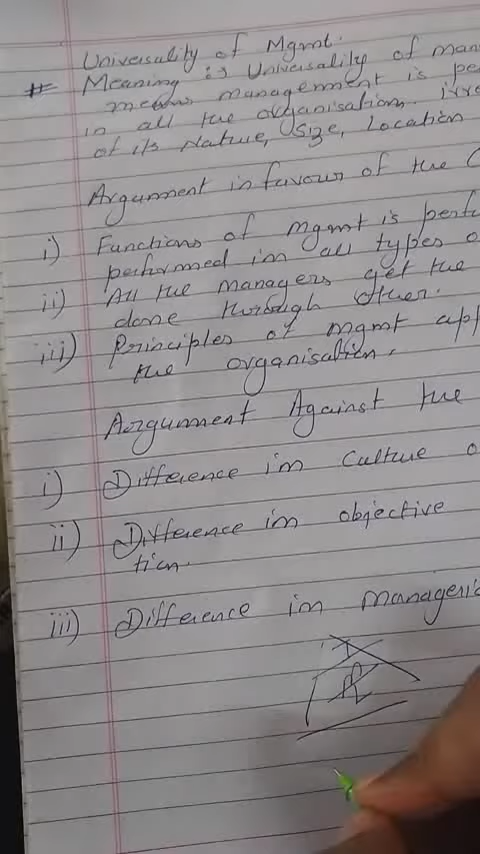 Universality of Mgmt.
# Meaning is Universality of man
means management is pe
in all the organisation. irre
of its Nature, Size, Location
Argument in favour of the C
i) Functions of mgmt is perfo
performed in all types o
ii) All the managers get the
done through other.
iii) Principles of mgmt app
the organisation.
Aorgument Against the
i) Difference in Culture o
ii) Difference in objective
tion.
iii) Difference in manageri